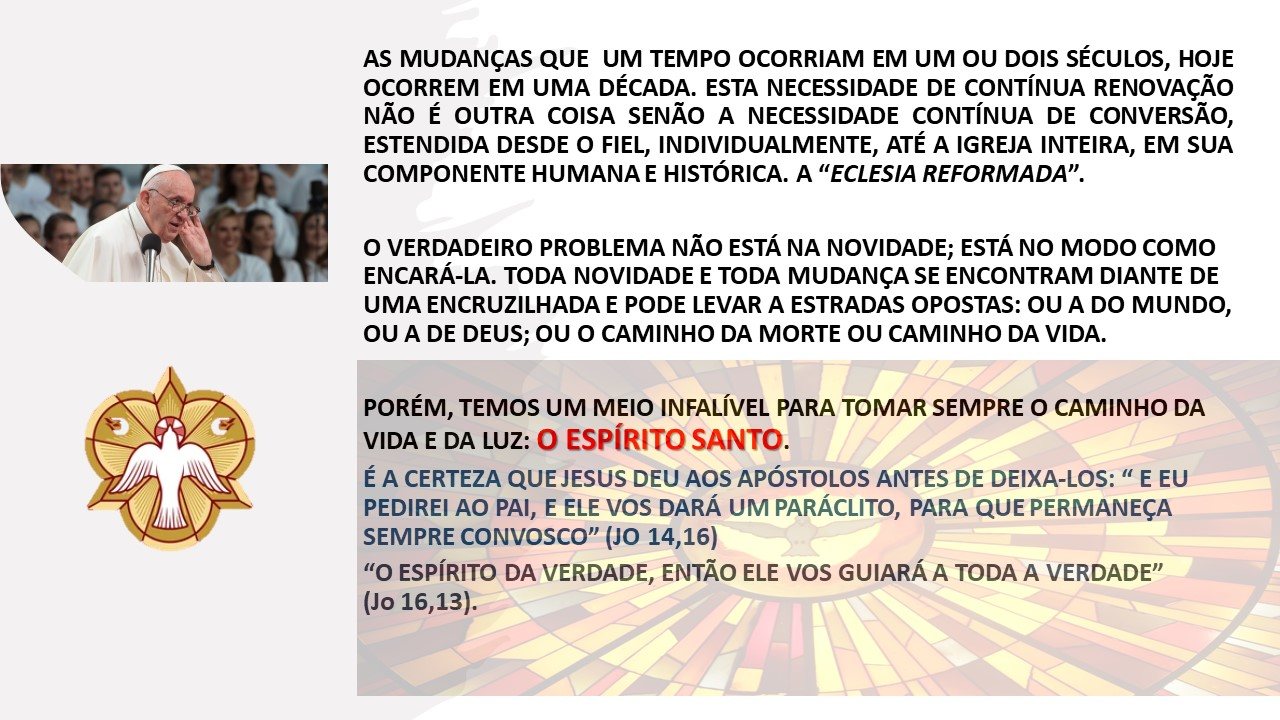 AS MUDANÇAS QUE UM TEMPO OCORRIAM EM UM OU DOIS SÉCULOS, HOJE
OCORREM EM UMA DÉCADA. ESTA NECESSIDADE DE CONTÍNUA RENOVAÇÃO
NÃO É OUTRA COISA SENÃO A NECESSIDADE CONTÍNUA DE CONVERSÃO,
ESTENDIDA DESDE O FIEL, INDIVIDUALMENTE, ATÉ A IGREJA INTEIRA, EM SUA
COMPONENTE HUMANA E HISTÓRICA. A “ECLESIA REFORMADA”.
O VERDADEIRO PROBLEMA NÃO ESTÁ NA NOVIDADE; ESTÁ NO MODO COMO
ENCARÁ-LA. TODA NOVIDADE E TODA MUDANÇA SE ENCONTRAM DIANTE DE
UMA ENCRUZILHADA E PODE LEVAR A ESTRADAS OPOSTAS: OU A DO MUNDO,
OU A DE DEUS; OU O CAMINHO DA MORTE OU CAMINHO DA VIDA.
PORÉM, TEMOS UM MEIO INFALÍVEL PARA TOMAR SEMPRE O CAMINHO DA
VIDA E DA LUZ: O ESPÍRITO SANTO.
É A CERTEZA QUE JESUS DEU AOS APÓSTOLOS ANTES DE DEIXA-LOS: “ E EU
PEDIREI AO PAI, E ELE VOS DARÁ UM PARÁCLITO, PARA QUE PERMANEÇA
SEMPRE CONVOSCO” (JO 14,16)
“O ESPÍRITO DA VERDADE, ENTÃO ELE VOS GUIARÁ A TODA A VERDADE”
(Jo 16,13).